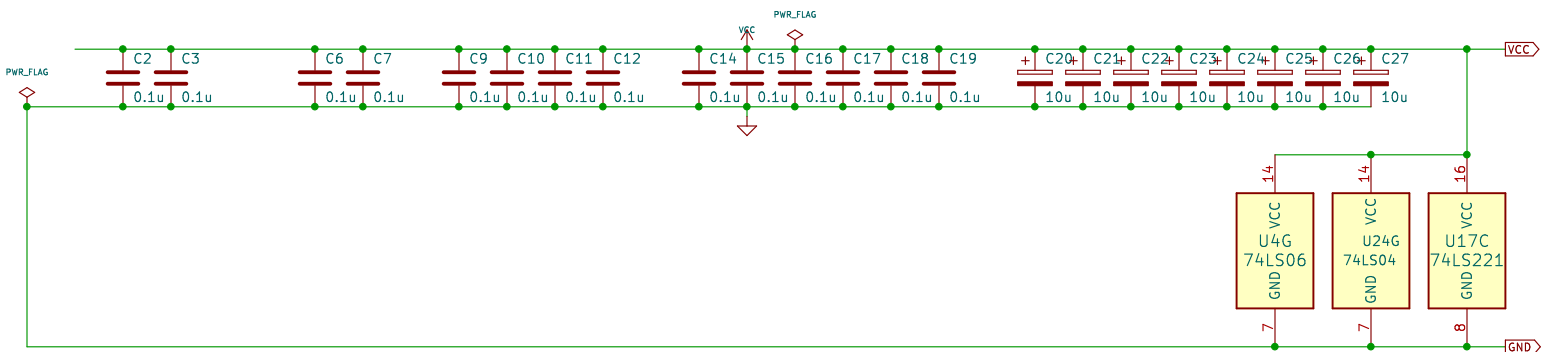 PWR_FLAG
VCC
PWR_FLAG
C2 C3 C6 C7 C9 C10 C11 C12 C14 C15 C16 C17 C18 C19 C20 C21 C22 C23 C24 C25 C26 C27
VCC
+ + + + + + + +
0.1u 0.1u 0.1u 0.1u 0.1u 0.1u 0.1u 0.1u 0.1u 0.1u 0.1u 0.1u 0.1u 0.1u 10u 10u 10u 10u 10u 10u 10u 10u
14 14 16
VCC VCC VCC
U4G U24G U17C
74LS06 74LS04 74LS221
GND GND GND
7 7 8
GND